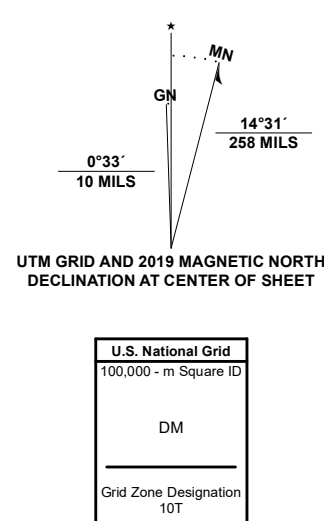 ★
MN
GN
14°31´
258 MILS
0°33´
10 MILS
UTM GRID AND 2019 MAGNETIC NORTH
DECLINATION AT CENTER OF SHEET
U.S. National Grid
100,000 - m Square ID
DM
Grid Zone Designation
10T